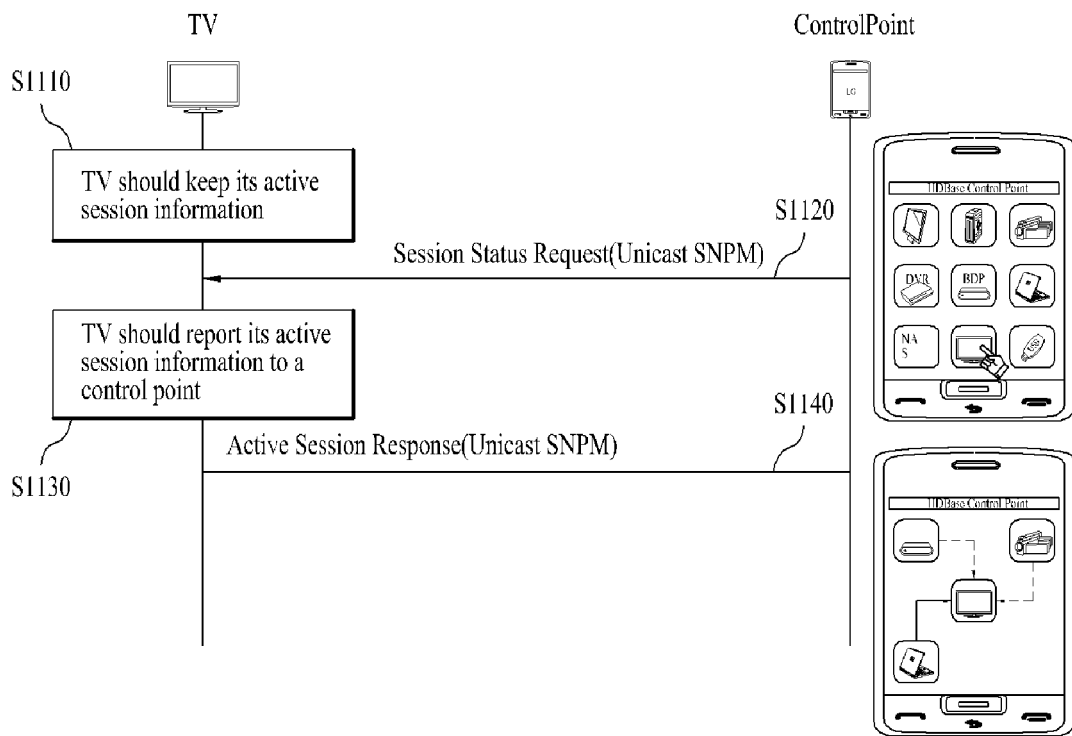 TV
ControlPoint
S1110
LG
TV should keep its active
session information
HDBase Control Point
S1120
Session Status Request(Unicast SNPM)
DVR
BDP
TV should report its active
session information to a
control point
NA
S
USB
S1140
Active Session Response(Unicast SNPM)
S1130
HDBase Control Point